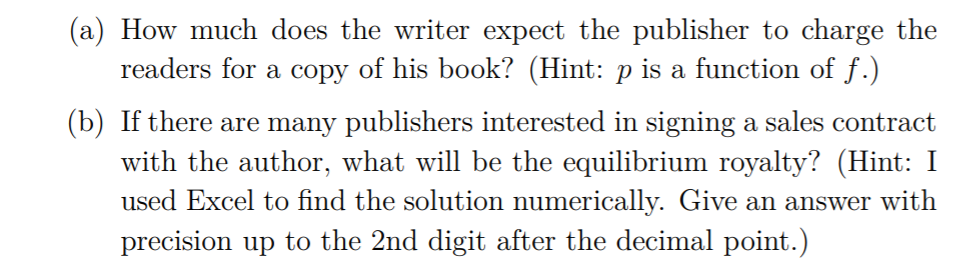 (a) How much does the writer expect the publisher to charge the
readers for a copy of his book? (Hint: p is a function of f.)
(b) If there are many publishers interested in signing a sales contract
with the author, what will be the equilibrium royalty? (Hint: I
used Excel to find the solution numerically. Give an answer with
precision up to the 2nd digit after the decimal point.)